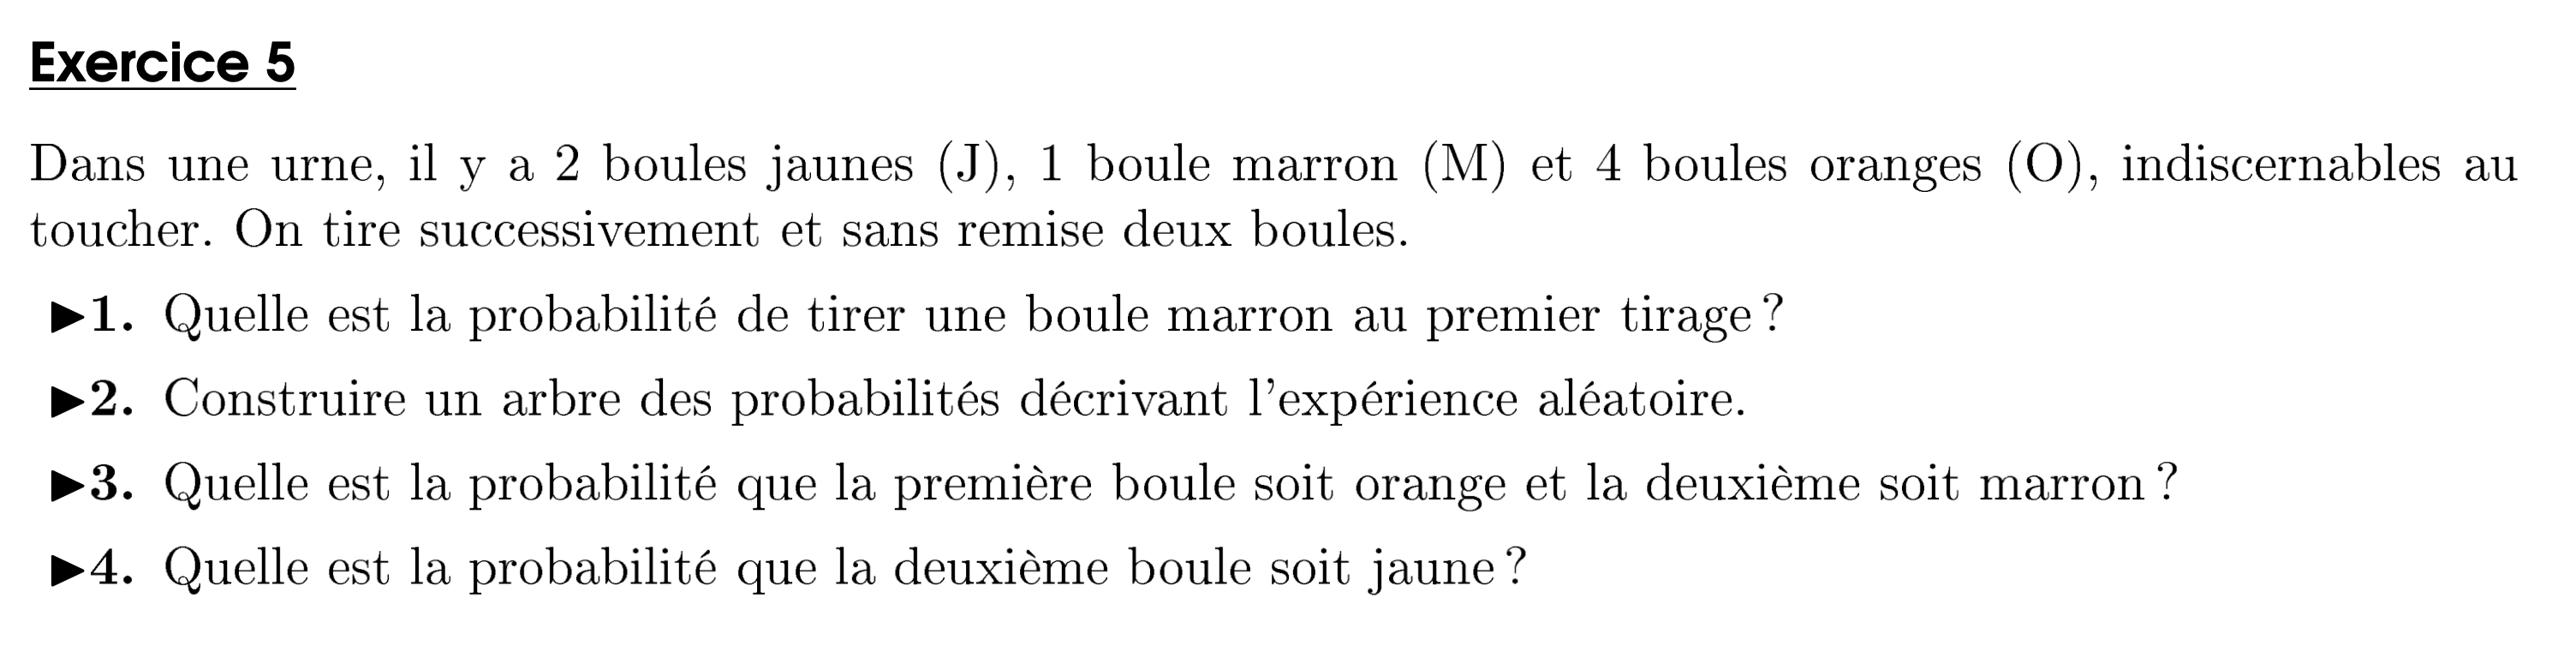 Exercice 5
Dans une urne, il y a 2 boules jaunes (J), 1 boule marron (M) et 4 boules oranges (O), indiscernables au
toucher. On tire successivement et sans remise deux boules.
▶1. Quelle est la probabilité de tirer une boule marron au premier tirage ?
▶2. Construire un arbre des probabilités décrivant l'expérience aléatoire.
▶3. Quelle est la probabilité que la première boule soit orange et la deuxième soit marron ?
▶4. Quelle est la probabilité que la deuxième boule soit jaune ?